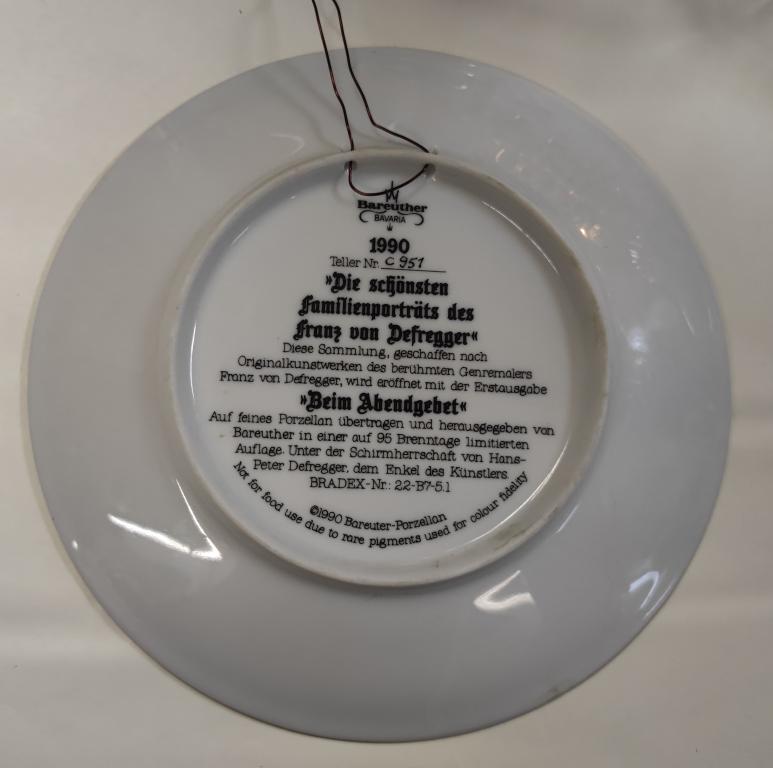 Bareuther
BAVARIA
1990
Teller Nr. C 951
»Die schönsten
Familienporträts des
Franz von Defregger«
Diese Sammlung, geschaffen nach
Originalkunstwerken des berühmten Genremalers
Franz von Defregger, wird eröffnet mit der Erstausgabe
»Beim Abendgebet«
Auf feines Porzellan übertragen und herausgegeben von
Bareuther in einer auf 95 Brenntage limitierten
Auflage. Unter der Schirmherrschaft von Hans-
Peter Defregger, dem Enkel des Künstlers.
BRADEX-Nr.: 22-B7-5.1
©1990 Bareuter-Porzellan
Not for food use due to rare pigments used for colour fidelity